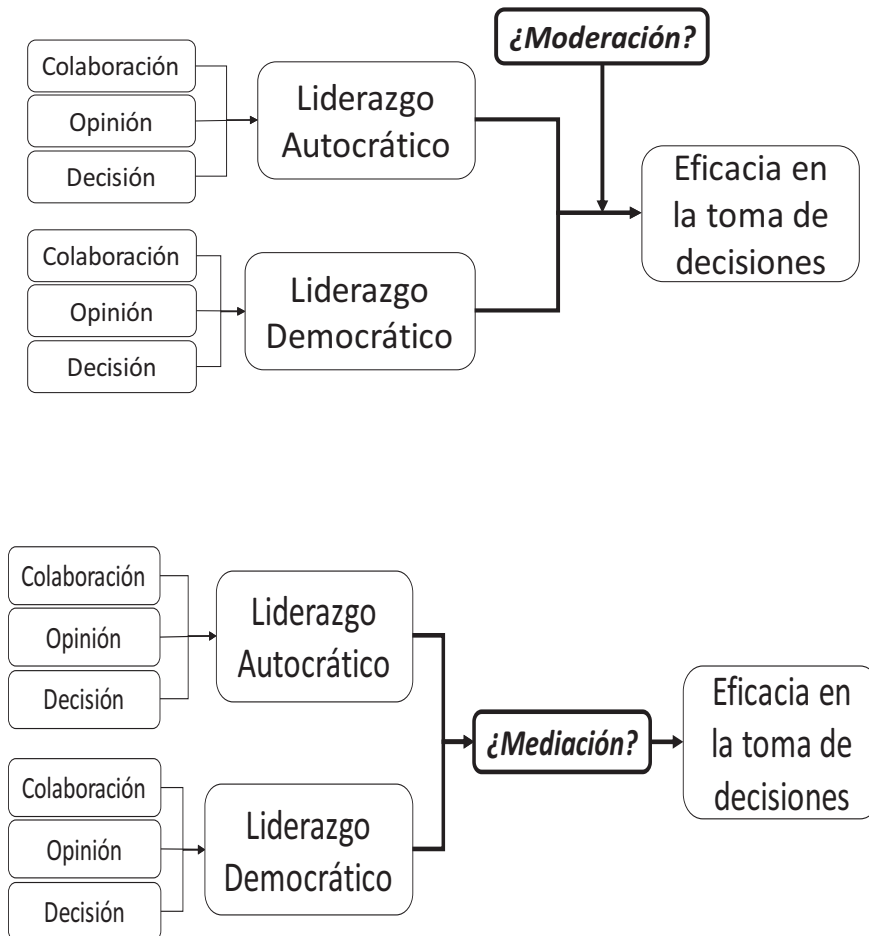 ¿Moderación?
Colaboración
Opinión
Decisión
Liderazgo
Autocrático
Colaboración
Opinión
Decisión
Liderazgo
Democrático
Eficacia en
la toma de
decisiones
Colaboración
Opinión
Decisión
Liderazgo
Autocrático
Colaboración
Opinión
Decisión
Liderazgo
Democrático
¿Mediación?
Eficacia en
la toma de
decisiones